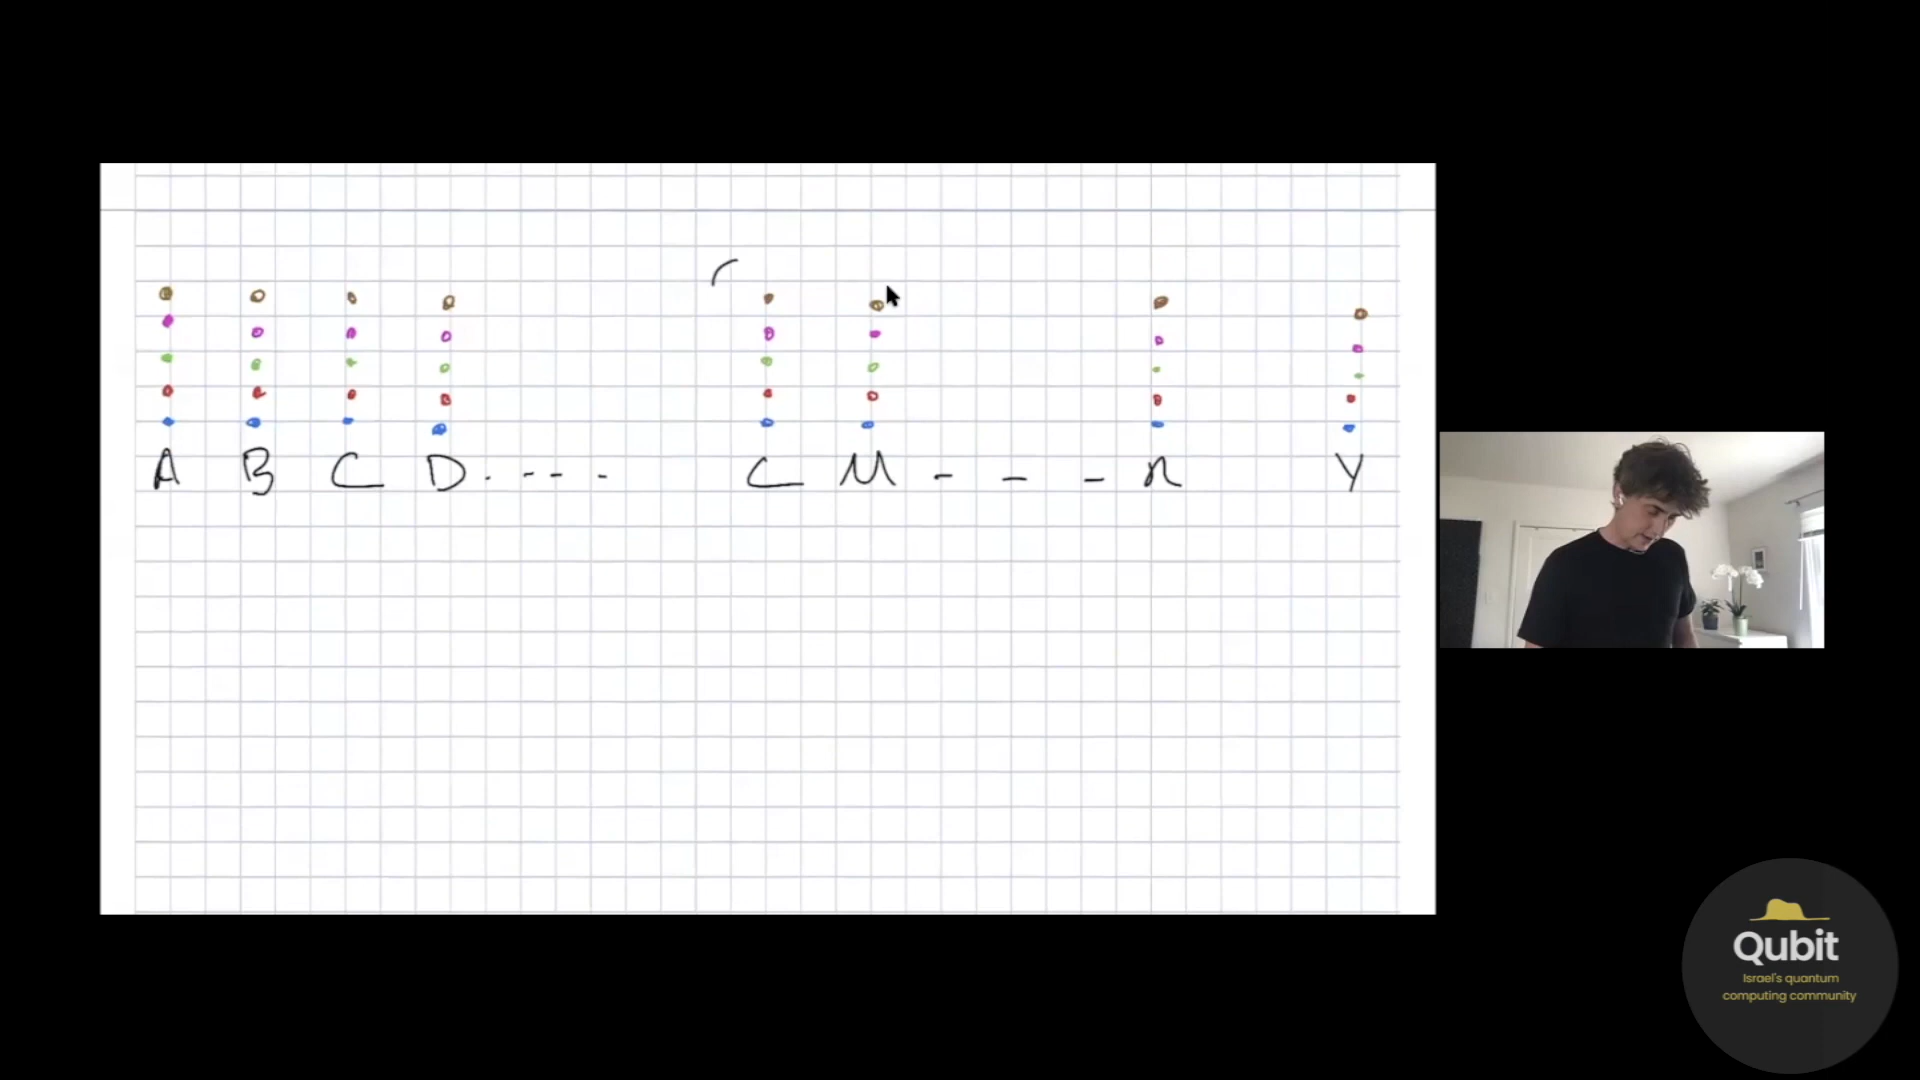 A B C D . - - - L M - - - n Y
Qubit
Israel's quantum
computing community